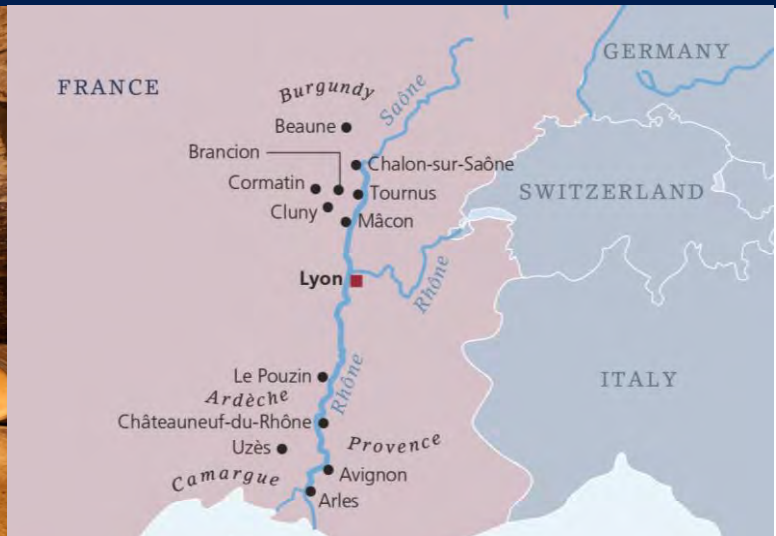 GERMANY
FRANCE
Burgundy
Saône
Beaune
Brancion
Chalon-sur-Saône
Cormatin
Tournus
SWITZERLAND
Cluny
Mâcon
Lyon
Rhône
Le Pouzin
Rhône
ITALY
Ardèche
Châteauneuf-du-Rhône
Uzès
Provence
Camargue
Avignon
Arles